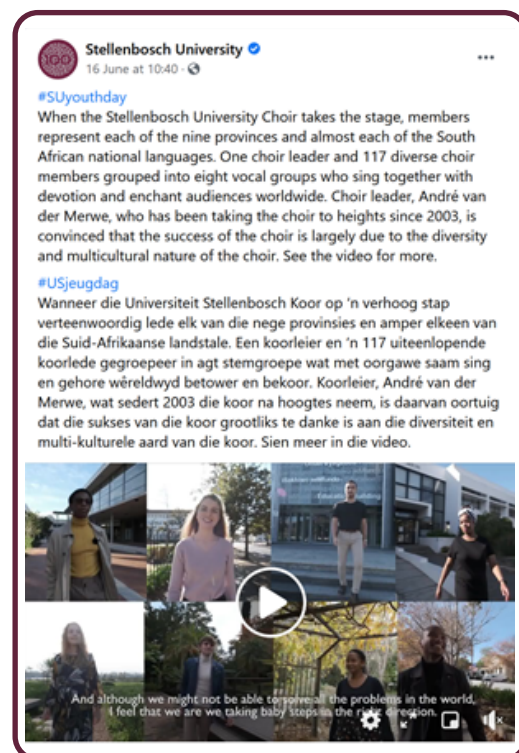 Stellenbosch University
16 June at 10:40 ·
100
#SUyouthday
When the Stellenbosch University Choir takes the stage, members
represent each of the nine provinces and almost each of the South
African national languages. One choir leader and 117 diverse choir
members grouped into eight vocal groups who sing together with
devotion and enchant audiences worldwide. Choir leader, André van
der Merwe, who has been taking the choir to heights since 2003, is
convinced that the success of the choir is largely due to the diversity
and multicultural nature of the choir. See the video for more.
#USjeugdag
Wanneer die Universiteit Stellenbosch Koor op 'n verhoog stap
verteenwoordig lede elk van die nege provinsies en amper elkeen van
die Suid-Afrikaanse landstale. Een koorleier en 'n 117 uiteenlopende
koorlede gegroepeer in agt stemgroepe wat met oorgawe saam sing
en gehore wêreldwyd betower en bekoor. Koorleier, André van der
Merwe, wat sedert 2003 die koor na hoogtes neem, is daarvan oortuig
dat die sukses van die koor grootliks te danke is aan die diversiteit en
multi-kulturele aard van die koor. Sien meer in die video.
And although we might not be able to solve all the problems in the world,
I feel that we are we taking baby steps in the right direction.